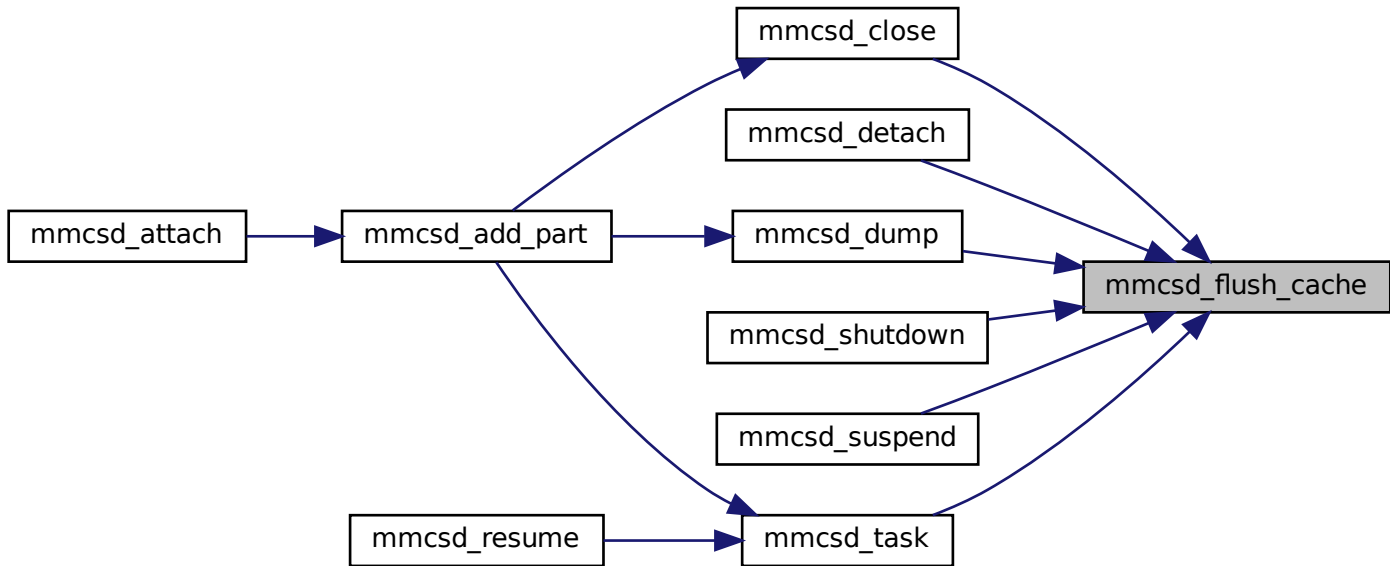 mmcsd_close
mmcsd_detach
mmcsd_attach
mmcsd_add_part
mmcsd_dump
mmcsd_flush_cache
mmcsd_shutdown
mmcsd_suspend
mmcsd_resume
mmcsd_task